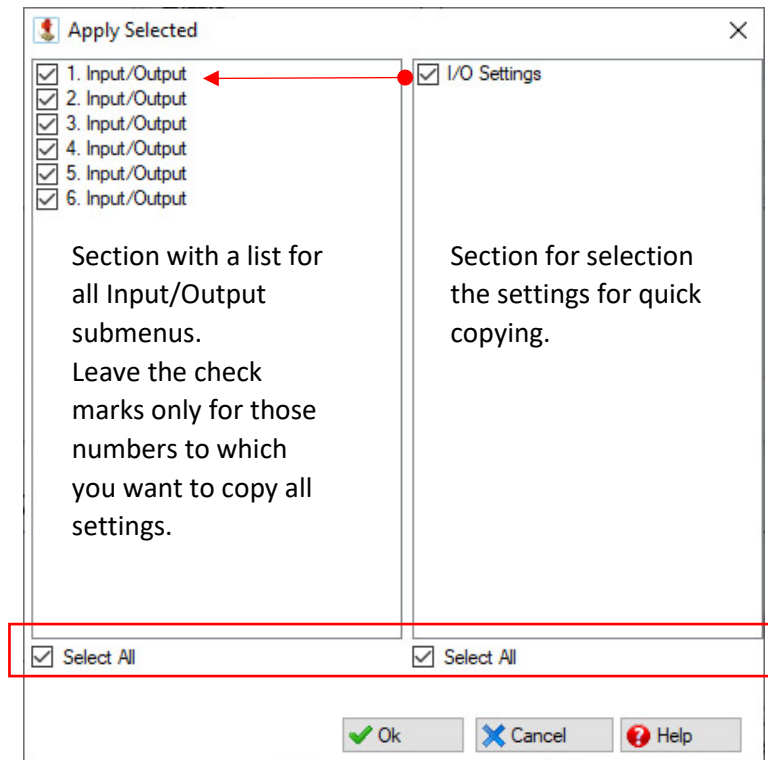 Apply Selected
1. Input/Output
2. Input/Output
3. Input/Output
4. Input/Output
5. Input/Output
6. Input/Output
Section with a list for
all Input/Output
submenus.
Leave the check
marks only for those
numbers to which
you want to copy all
settings.
I/O Settings
Section for selection
the settings for quick
copying.
Select All
Select All
Ok
Cancel
Help